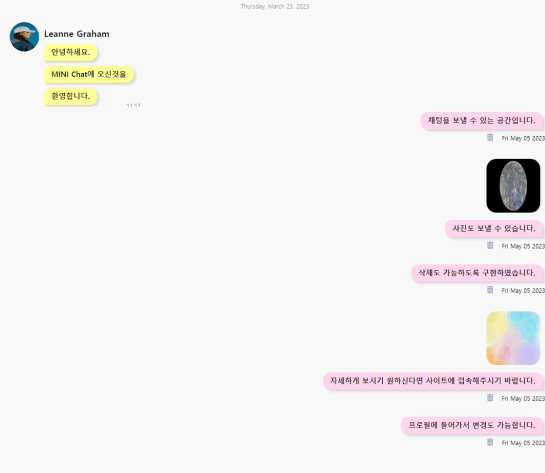 Thursday, March 23, 2023
Leanne Graham
안녕하세요.
MINI Chat에 오신것을
환영합니다.
11:15
채팅을 보낼 수 있는 공간입니다.
Fri May 05 2023
사진도 보낼 수 있습니다.
Fri May 05 2023
삭제도 가능하도록 구현하였습니다.
Fri May 05 2023
자세하게 보시기 원하신다면 사이트에 접속해주시기 바랍니다.
Fri May 05 2023
프로필에 들어가서 변경도 가능합니다.
Fri May 05 2023